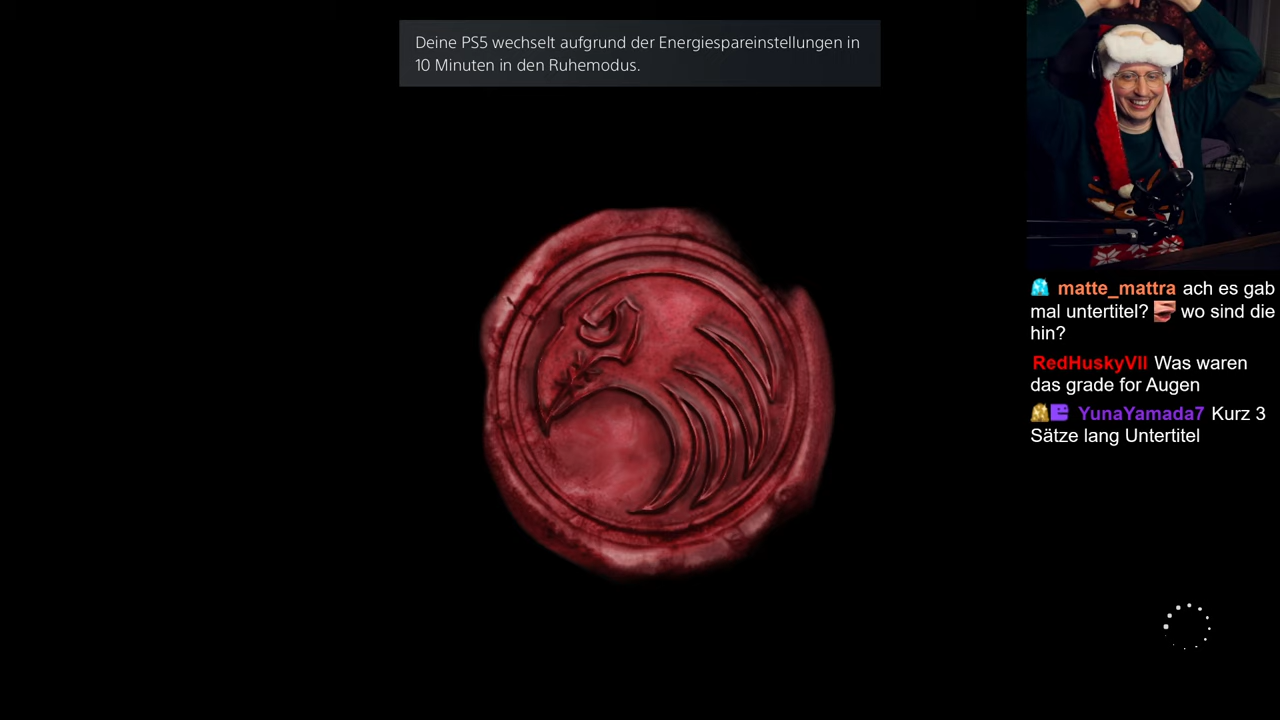 Deine PS5 wechselt aufgrund der Energiespareinstellungen in
10 Minuten in den Ruhemodus.
matte_mattra ach es gab
mal untertitel? wo sind die
hin?
RedHuskyVII Was waren
das grade for Augen
YunaYamada7 Kurz 3
Sätze lang Untertitel